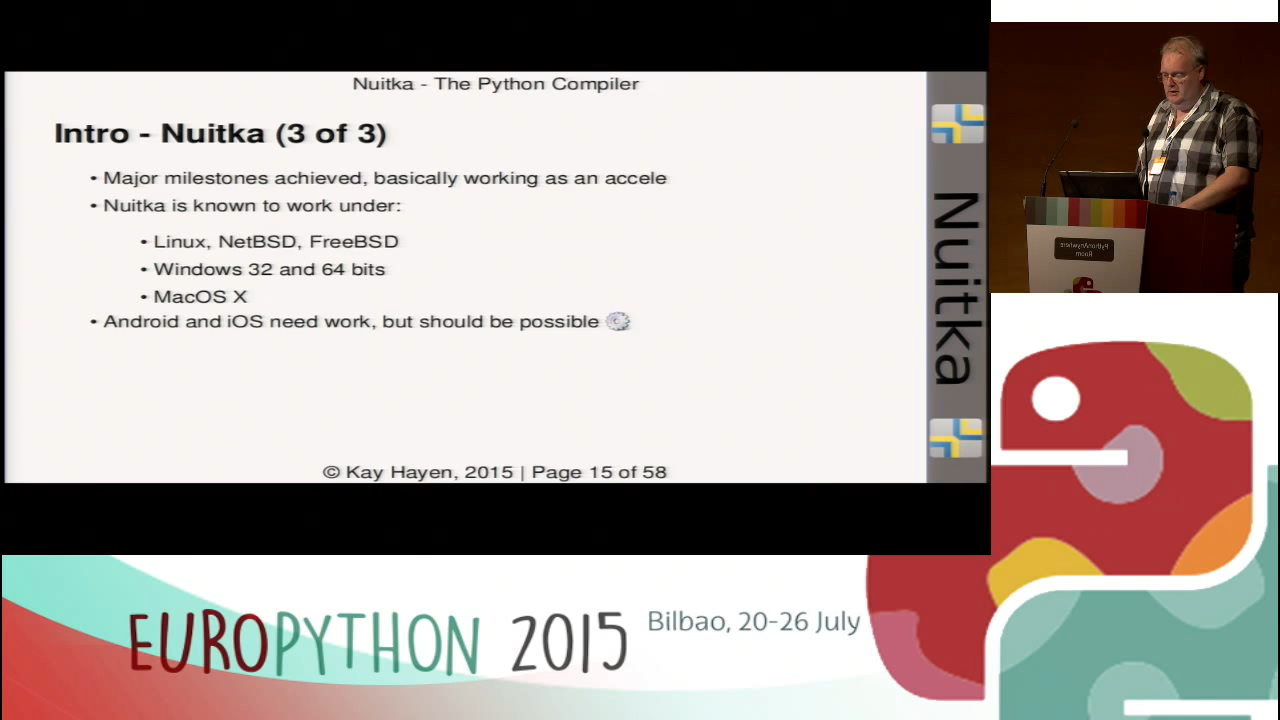 Nuitka - The Python Compiler
Intro - Nuitka (3 of 3)
• Major milestones achieved, basically working as an accele
• Nuitka is known to work under:
• Linux, NetBSD, FreeBSD
• Windows 32 and 64 bits
• MacOS X
• Android and iOS need work, but should be possible
© Kay Hayen, 2015 | Page 15 of 58
Nuitka
PythonAnywhere
Room
EUROPYTHON 2015
Bilbao, 20-26 July